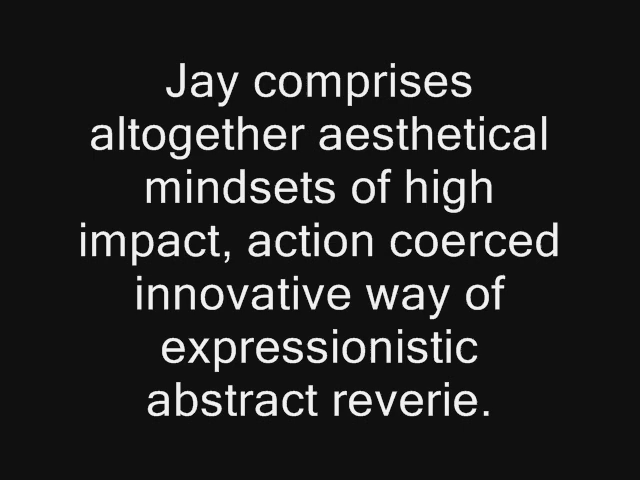 Jay comprises
altogether aesthetical
mindsets of high
impact, action coerced
innovative way of
expressionistic
abstract reverie.